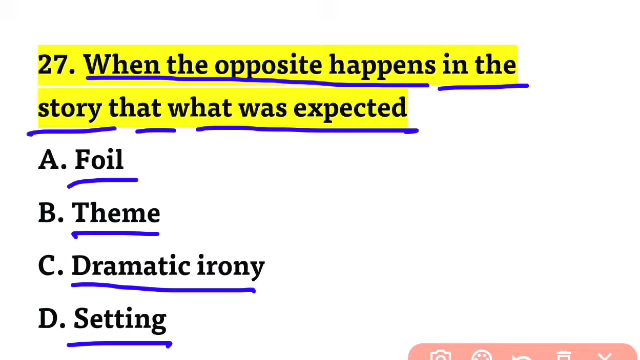 27. When the opposite happens in the
story that what was expected
A. Foil
B. Theme
C. Dramatic irony
D. Setting